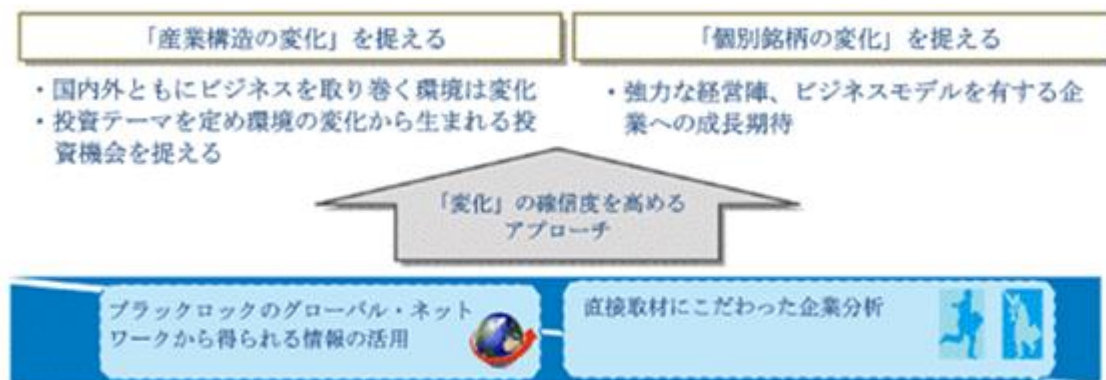 「産業構造の変化」を捉える
・国内外ともにビジネスを取り巻く環境は変化
・投資テーマを定め環境の変化から生まれる投
資機会を捉える
「個別銘柄の変化」を捉える
・強力な経営陣、ビジネスモデルを有する企
業への成長期待
「変化」の確信度を高める
アプローチ
ブラックロックのグローバル・ネット
ワークから得られる情報の活用
直接取材にこだわった企業分析